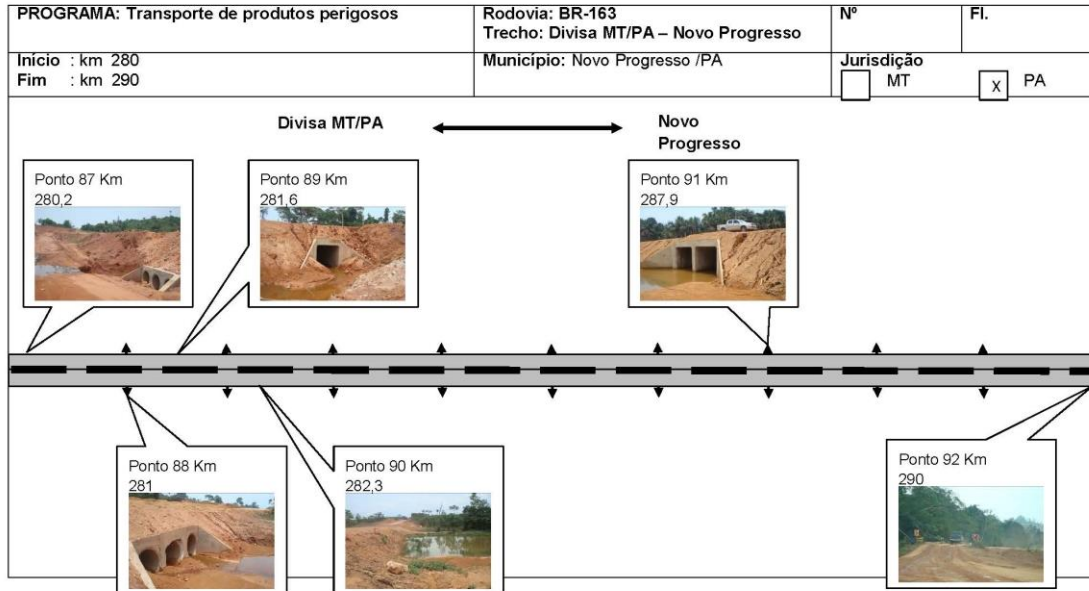 PROGRAMA: Transporte de produtos perigosos
Rodovia: BR-163
Trecho: Divisa MT/PA – Novo Progresso
Nº
Fl.
Início : km 280
Fim : km 290
Município: Novo Progresso /PA
Jurisdição
MT
X PA
Divisa MT/PA
Novo
Progresso
Ponto 87 Km
280,2
Ponto 89 Km
281,6
Ponto 91 Km
287,9
Ponto 88 Km
281
Ponto 90 Km
282,3
Ponto 92 Km
290